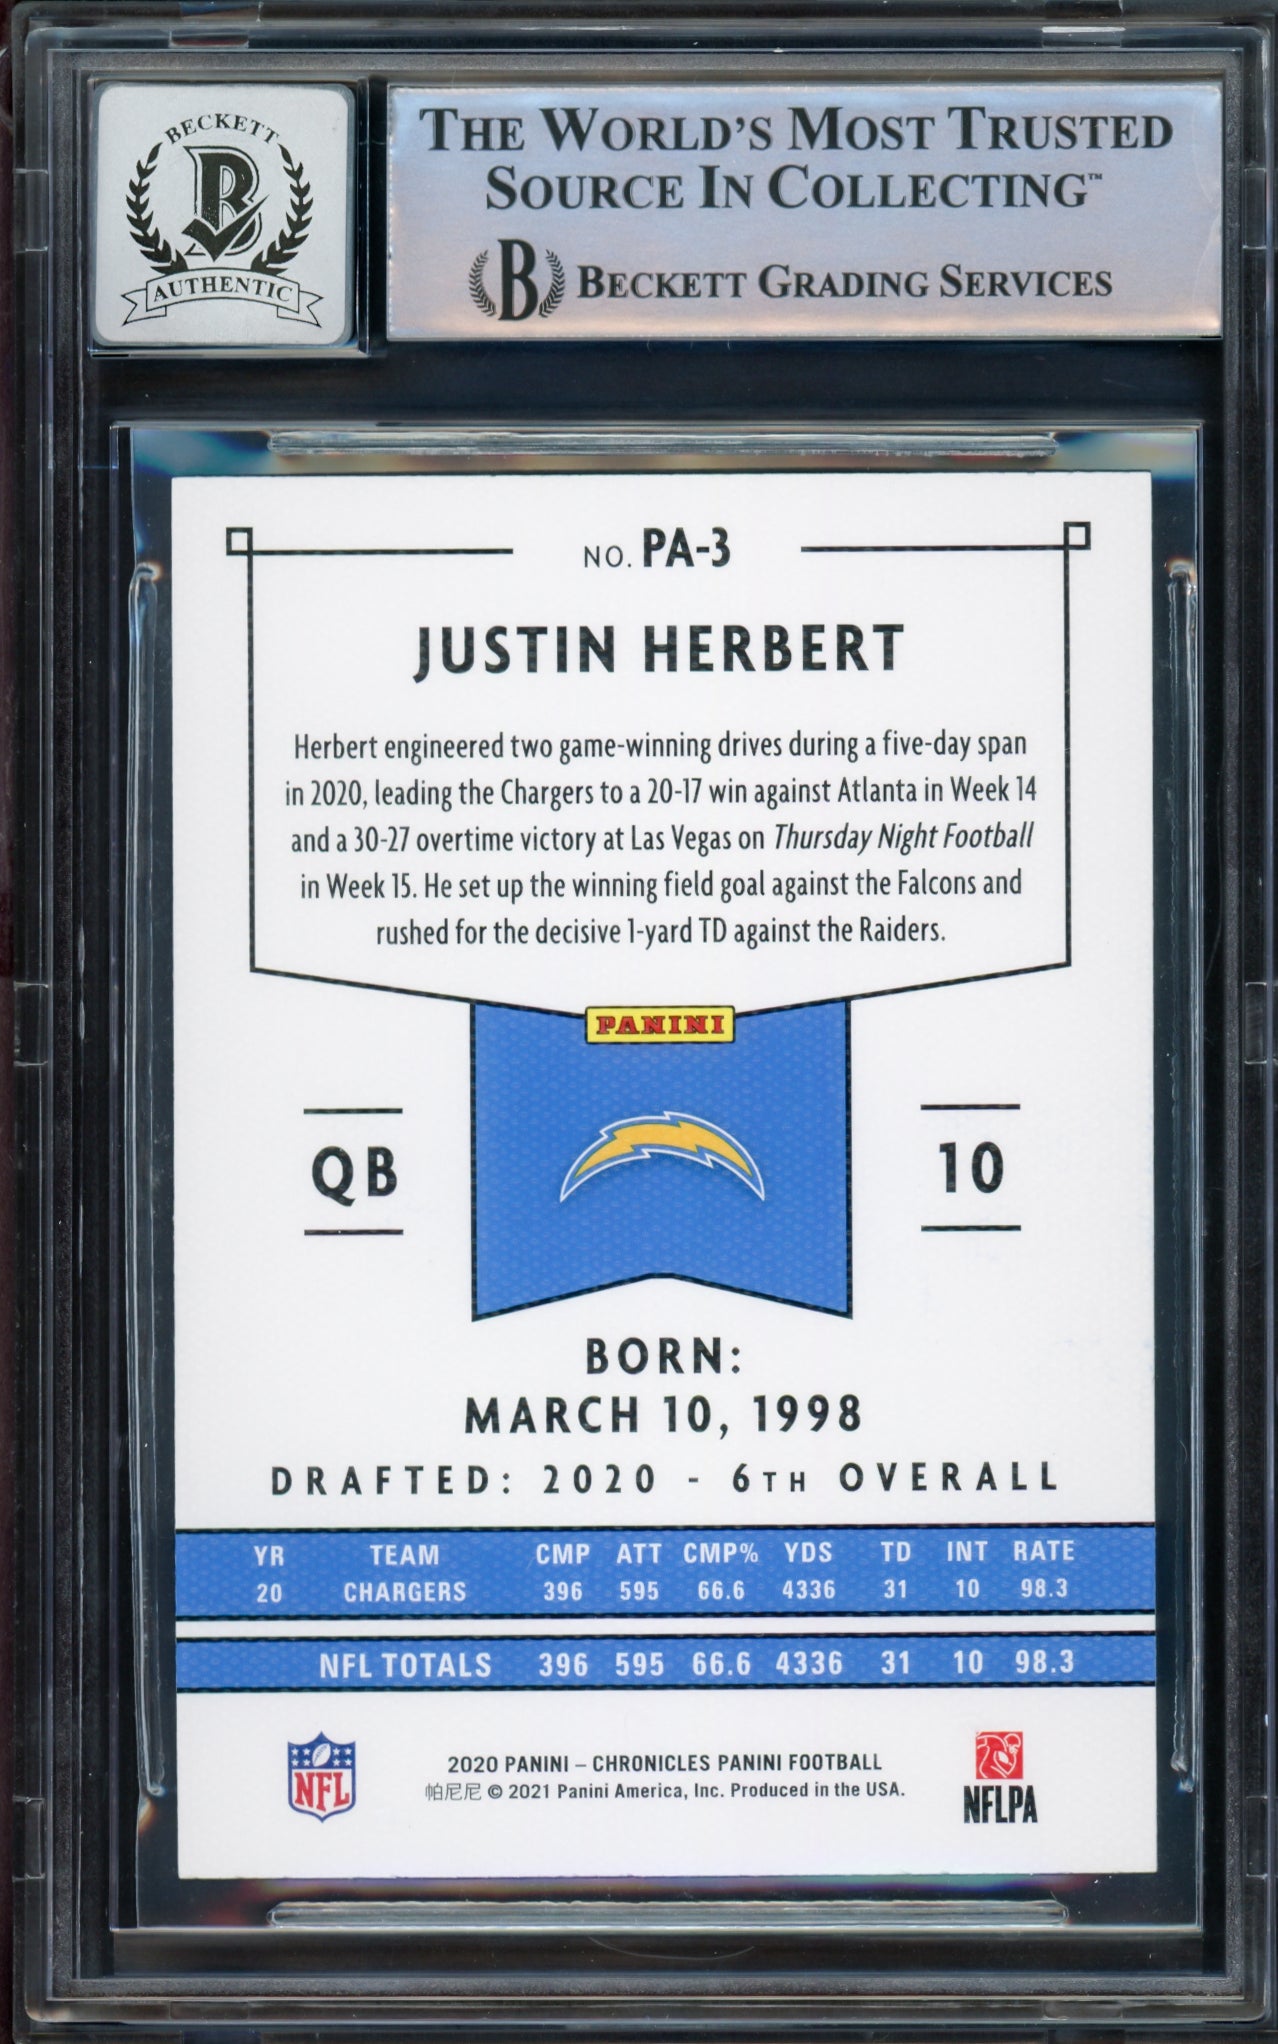 BECKETT
B
AUTHENTIC
THE WORLD'S MOST TRUSTED
SOURCE IN COLLECTING™
B BECKETT GRADING SERVICES
NO. PA-3
JUSTIN HERBERT
Herbert engineered two game-winning drives during a five-day span
in 2020, leading the Chargers to a 20-17 win against Atlanta in Week 14
and a 30-27 overtime victory at Las Vegas on Thursday Night Football
in Week 15. He set up the winning field goal against the Falcons and
rushed for the decisive 1-yard TD against the Raiders.
PANINI
QB
10
BORN:
MARCH 10, 1998
DRAFTED: 2020 - 6TH OVERALL
YR TEAM CMP ATT CMP% YDS TD INT RATE
20 CHARGERS 396 595 66.6 4336 31 10 98.3
NFL TOTALS 396 595 66.6 4336 31 10 98.3
NFL
2020 PANINI – CHRONICLES PANINI FOOTBALL
帕尼尼 © 2021 Panini America, Inc. Produced in the USA.
NFLPA